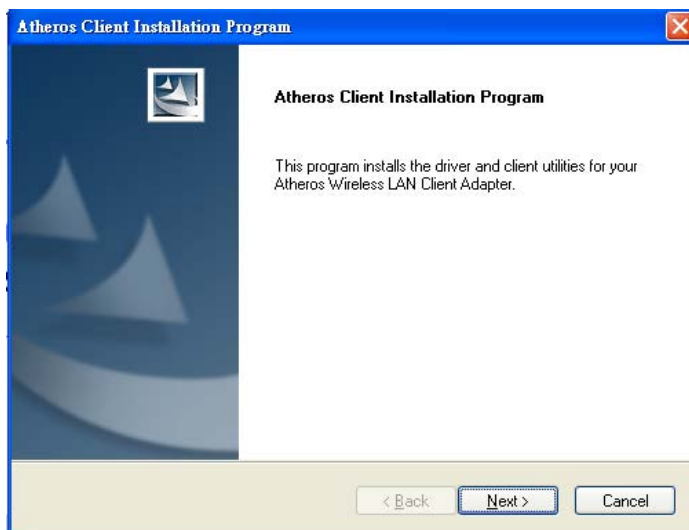 Atheros Client Installation Program
Atheros Client Installation Program
This program installs the driver and client utilities for your
Atheros Wireless LAN Client Adapter.
< Back
Next >
Cancel